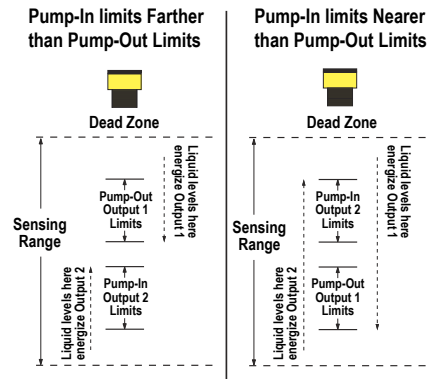 Pump-In limits Farther
than Pump-Out Limits
Dead Zone
Liquid levels here
energize Output 1
Pump-Out
Output 1
Limits
Sensing
Range
Pump-In
Output 2
Limits
Liquid levels here
energize Output 2
Pump-In limits Nearer
than Pump-Out Limits
Dead Zone
Liquid levels here
energize Output 1
Pump-In
Output 2
Limits
Sensing
Range
Pump-Out
Output 1
Limits
Liquid levels here
energize Output 2